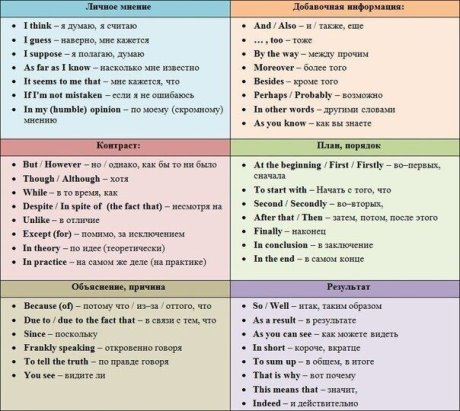 Личное мнение
I think – я думаю, я считаю
I guess – наверно, мне кажется
I suppose – я полагаю, думаю
As far as I know – насколько мне известно
It seems to me that – мне кажется, что
If I'm not mistaken – если я не ошибаюсь
In my (humble) opinion – по моему (скромному)
мнению
Добавочная информация:
And / Also – и / также, еще
… , too – тоже
By the way – между прочим
Moreover – более того
Besides – кроме того
Perhaps / Probably – возможно
In other words – другими словами
As you know – как вы знаете
Контраст:
But / However – но / однако, как бы то ни было
Though / Although – хотя
While – в то время, как
Despite / In spite of (the fact that) – несмотря на
Unlike – в отличие
Except (for) – помимо, за исключением
In theory – по идее (теоретически)
In practice – на самом же деле (на практике)
План, порядок
At the beginning / First / Firstly – во–первых,
сначала
To start with – Начать с того, что
Second / Secondly – во–вторых,
After that / Then – затем, потом, после этого
Finally – наконец
In conclusion – в заключение
In the end – в самом конце
Объяснение, причина
Because (of) – потому что / из–за / оттого, что
Due to / due to the fact that – в связи с тем, что
Since – поскольку
Frankly speaking – откровенно говоря
To tell the truth – по правде говоря
You see – видите ли
Результат
So / Well – итак, таким образом
As a result – в результате
As you can see – как можете видеть
In short – короче, вкратце
To sum up – в общем, в итоге
That is why – вот почему
This means that – значит,
Indeed – и действительно